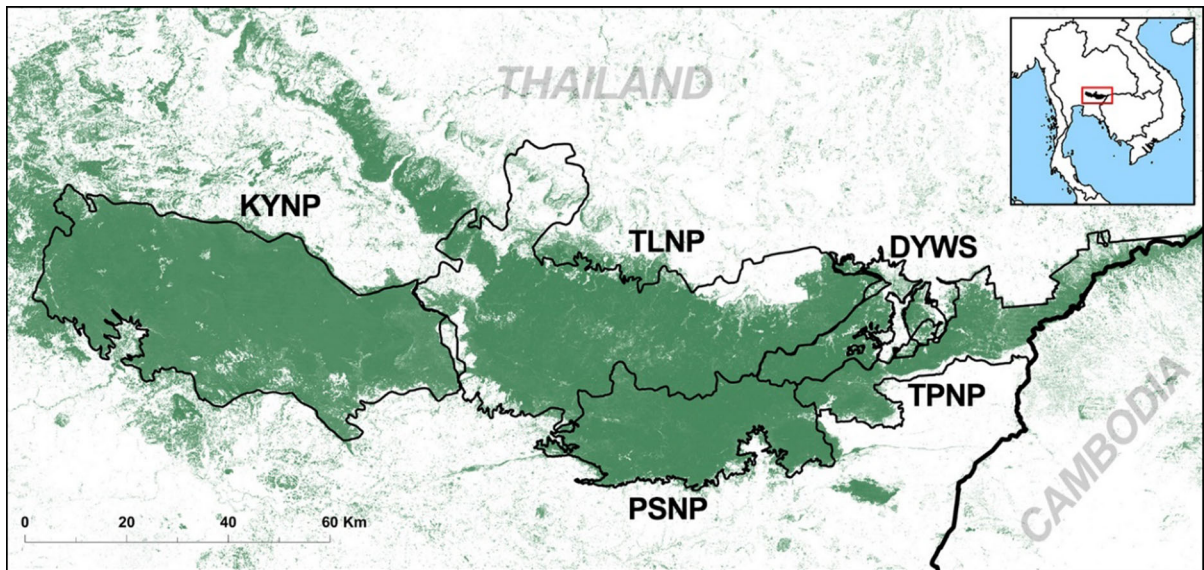 THAILAND
KYNP
TLNP
DYWS
TPNP
PSNP
CAMBODIA
0 20 40 60 Km